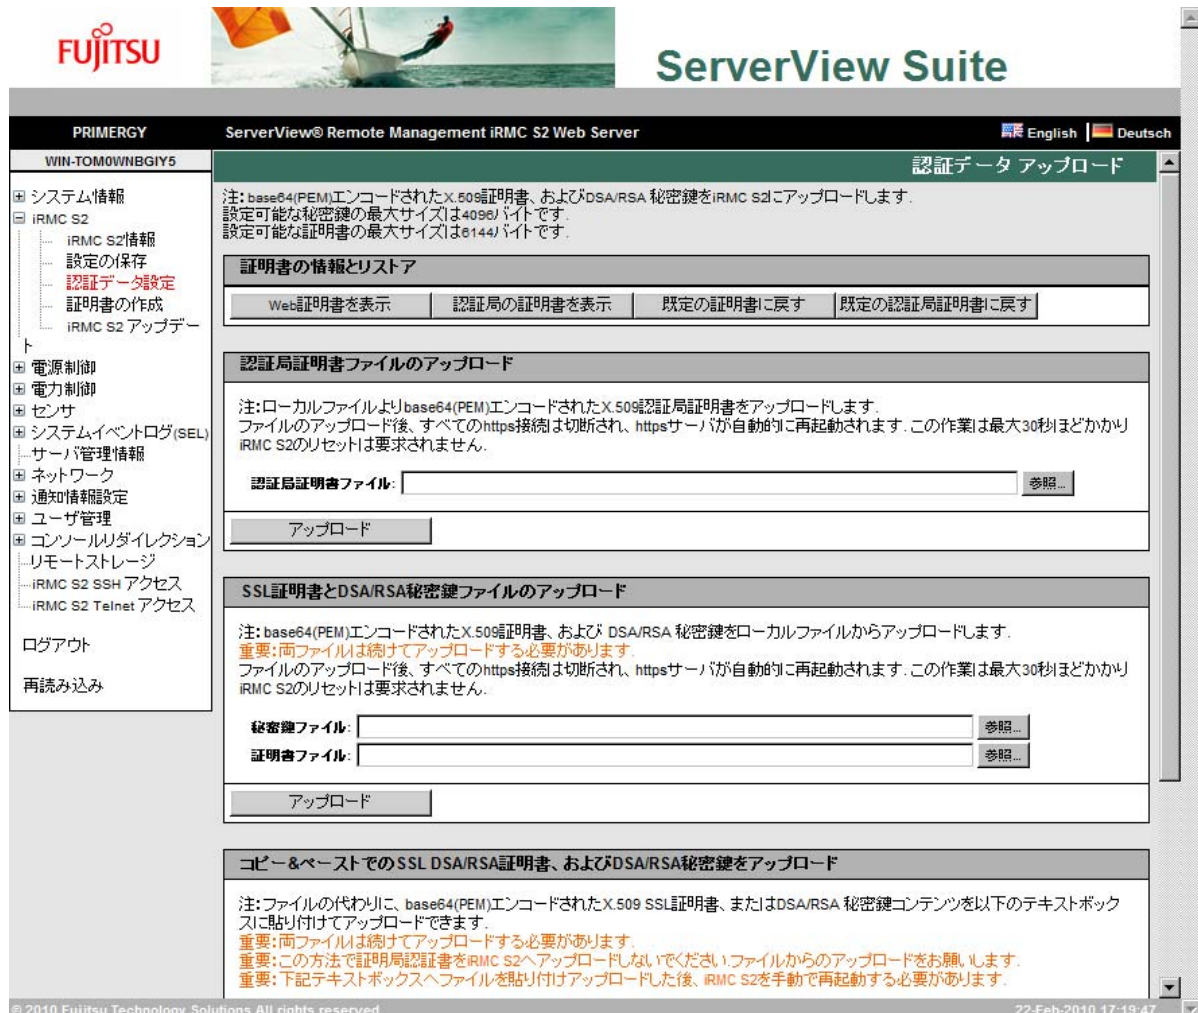 FUJITSU
ServerView Suite
PRIMERGY
ServerView® Remote Management iRMC S2 Web Server
English
Deutsch
WIN-TOM0WNBGIY5
認証データ アップロード
システム情報
iRMC S2
iRMC S2情報
設定の保存
認証データ設定
証明書の作成
iRMC S2 アップデー
ト
電源制御
電力制御
センサ
システムイベントログ(SEL)
サーバ管理情報
ネットワーク
通知情報設定
ユーザ管理
コンソールリダイレクション
リモートストレージ
iRMC S2 SSH アクセス
iRMC S2 Telnet アクセス
ログアウト
再読み込み
注: base64(PEM)エンコードされたX.509証明書、およびDSA/RSA 秘密鍵をiRMC S2にアップロードします.
設定可能な秘密鍵の最大サイズは4096バイトです.
設定可能な証明書の最大サイズは6144バイトです.
証明書の情報とリストア
Web証明書を表示
認証局の証明書を表示
既定の証明書に戻す
既定の認証局証明書に戻す
認証局証明書ファイルのアップロード
注:ローカルファイルよりbase64(PEM)エンコードされたX.509認証局証明書をアップロードします.
ファイルのアップロード後、すべてのhttps接続は切断され、httpsサーバが自動的に再起動されます.この作業は最大30秒ほどかかり
iRMC S2のリセットは要求されません.
認証局証明書ファイル:
参照...
アップロード
SSL証明書とDSA/RSA秘密鍵ファイルのアップロード
注: base64(PEM)エンコードされたX.509証明書、および DSA/RSA 秘密鍵をローカルファイルからアップロードします.
重要:両ファイルは続けてアップロードする必要があります.
ファイルのアップロード後、すべてのhttps接続は切断され、httpsサーバが自動的に再起動されます.この作業は最大30秒ほどかかり
iRMC S2のリセットは要求されません.
秘密鍵ファイル:
参照...
証明書ファイル:
参照...
アップロード
コピー&ペーストでのSSL DSA/RSA証明書、およびDSA/RSA秘密鍵をアップロード
注:ファイルの代わりに、base64(PEM)エンコードされたX.509 SSL証明書、またはDSA/RSA 秘密鍵コンテンツを以下のテキストボック
スに貼り付けてアップロードできます.
重要:両ファイルは続けてアップロードする必要があります.
重要:この方法で証明局認証書をiRMC S2へアップロードしないでください.ファイルからのアップロードをお願いします.
重要:下記テキストボックスへファイルを貼り付けアップロードした後、iRMC S2を手動で再起動する必要があります.
© 2010 Fujitsu Technology Solutions All rights reserved
22-Feb-2010 17:19:47